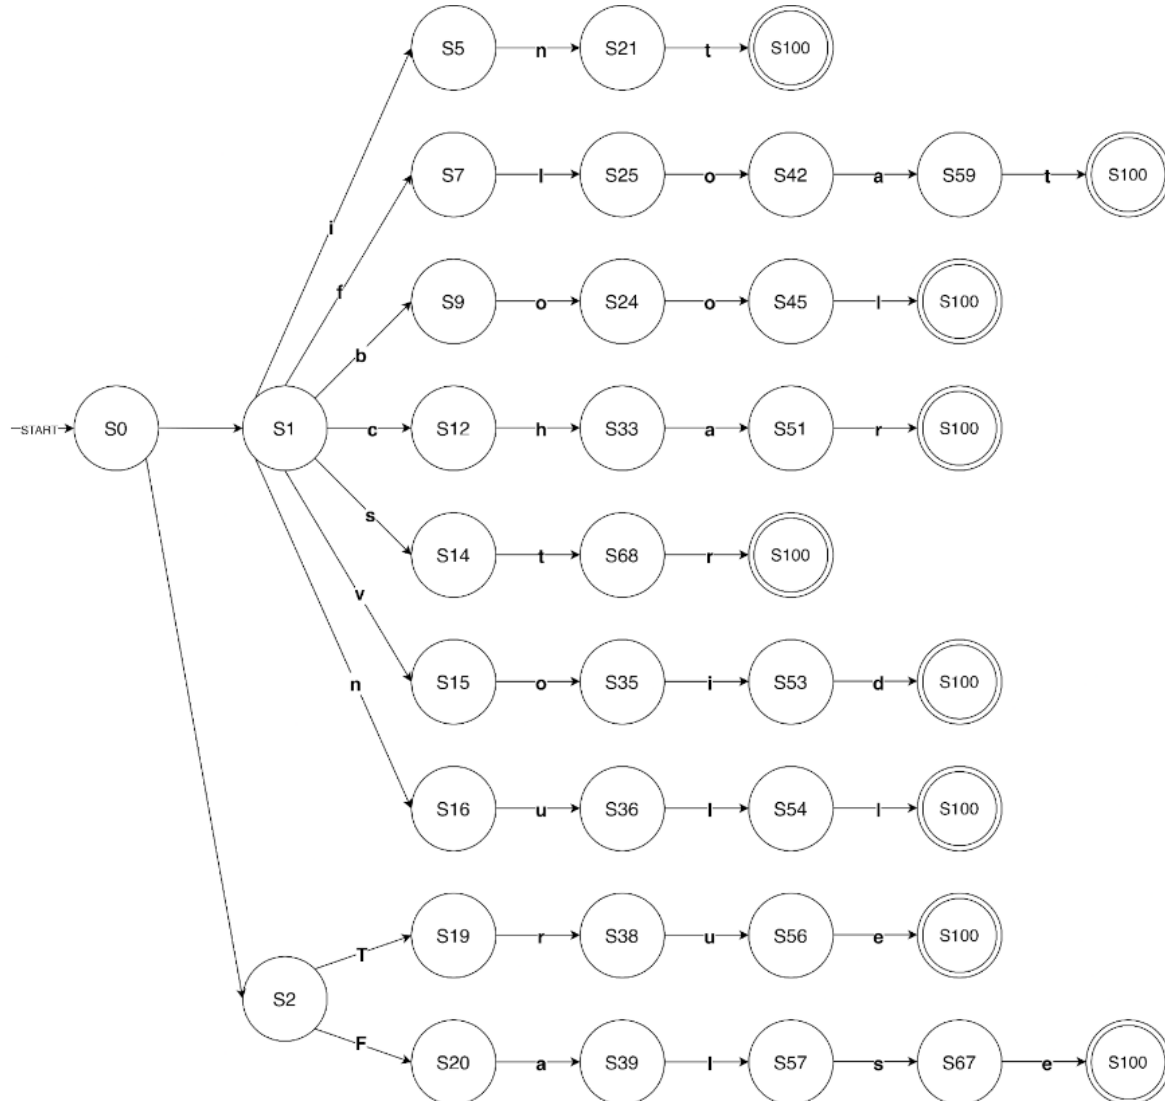 S5 n S21 t S100
S7 l S25 o S42 a S59 t S100
i
f
S9 o S24 o S45 l S100
b
START S0 S1 c S12 h S33 a S51 r S100
s
S14 t S68 r S100
v
S15 o S35 i S53 d S100
n
S16 u S36 l S54 l S100
S19 r S38 u S56 e S100
T
S2
F
S20 a S39 l S57 s S67 e S100